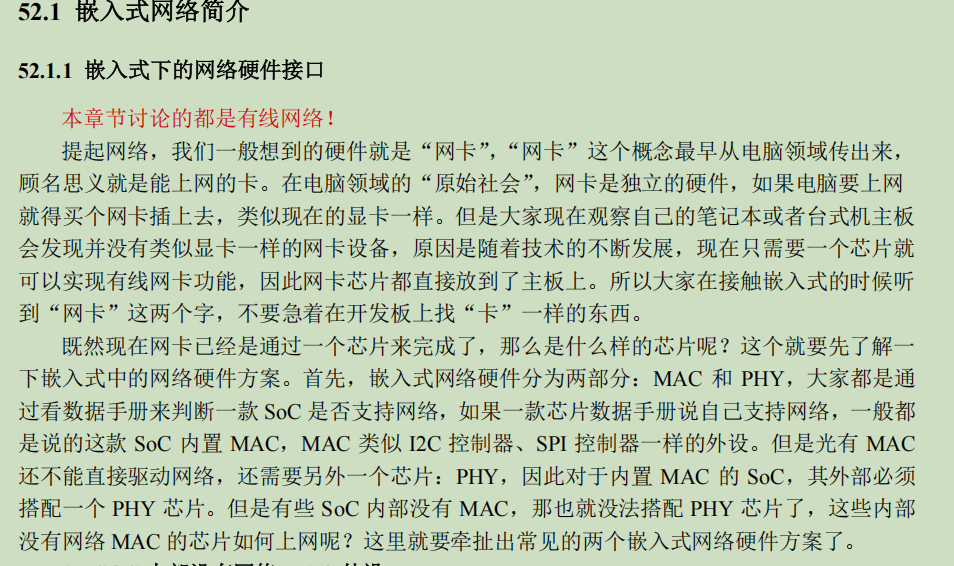 52.1 嵌入式网络简介
52.1.1 嵌入式下的网络硬件接口
本章节讨论的都是有线网络！
提起网络，我们一般想到的硬件就是“网卡”，“网卡”这个概念最早从电脑领域传出来，
顾名思义就是能上网的卡。在电脑领域的“原始社会”，网卡是独立的硬件，如果电脑要上网
就得买个网卡插上去，类似现在的显卡一样。但是大家现在观察自己的笔记本或者台式机主板
会发现并没有类似显卡一样的网卡设备，原因是随着技术的不断发展，现在只需要一个芯片就
可以实现有线网卡功能，因此网卡芯片都直接放到了主板上。所以大家在接触嵌入式的时候听
到“网卡”这两个字，不要急着在开发板上找“卡”一样的东西。
既然现在网卡已经是通过一个芯片来完成了，那么是什么样的芯片呢？这个就要先了解一
下嵌入式中的网络硬件方案。首先，嵌入式网络硬件分为两部分：MAC 和 PHY，大家都是通
过看数据手册来判断一款 SoC 是否支持网络，如果一款芯片数据手册说自己支持网络，一般都
是说的这款 SoC 内置 MAC，MAC 类似 I2C 控制器、SPI 控制器一样的外设。但是光有 MAC
还不能直接驱动网络，还需要另外一个芯片：PHY，因此对于内置 MAC 的 SoC，其外部必须
搭配一个 PHY 芯片。但是有些 SoC 内部没有 MAC，那也就没法搭配 PHY 芯片了，这些内部
没有网络 MAC 的芯片如何上网呢？这里就要牵扯出常见的两个嵌入式网络硬件方案了。